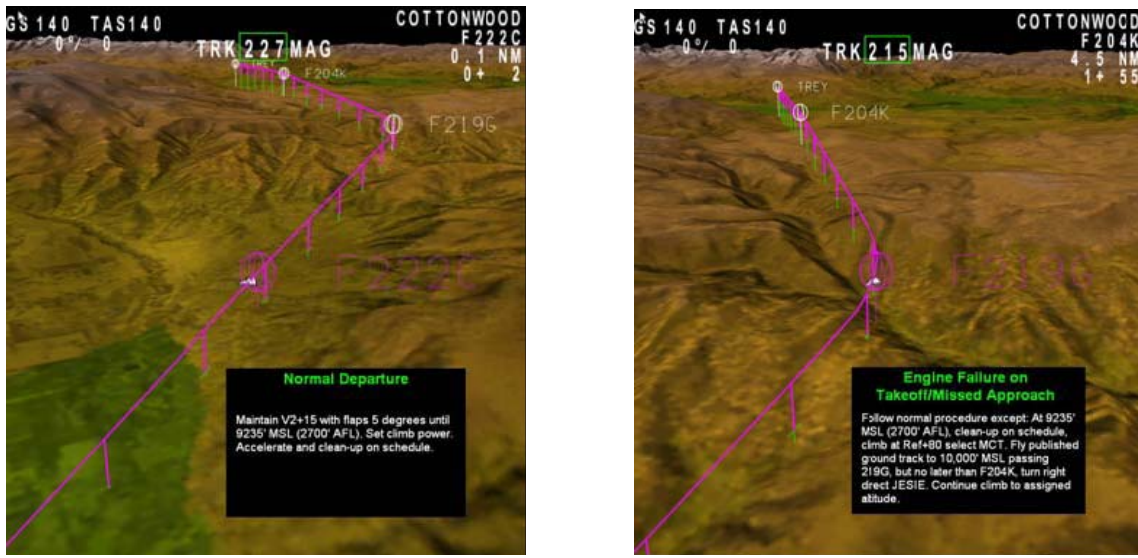 GS 140 TAS140
0°/ 0
COTTONWOOD
F222C
0.1 NM
0+ 2
TRK 227 MAG
TREY
F204K
F219G
F222C
Normal Departure
Maintain V2+15 with flaps 5 degrees until
9235' MSL (2700' AFL). Set climb power.
Accelerate and clean-up on schedule.
GS 140 TAS140
0°/ 0
COTTONWOOD
F204K
4.5 NM
1+ 55
TRK 215 MAG
TREY
F204K
F219G
Engine Failure on
Takeoff/Missed Approach
Follow normal procedure except: At 9235'
MSL (2700' AFL), clean-up on schedule,
climb at Ref+80 select MCT. Fly published
ground track to 10,000' MSL passing
219G, but no later than F204K, turn right
direct JESIE. Continue climb to assigned
altitude.